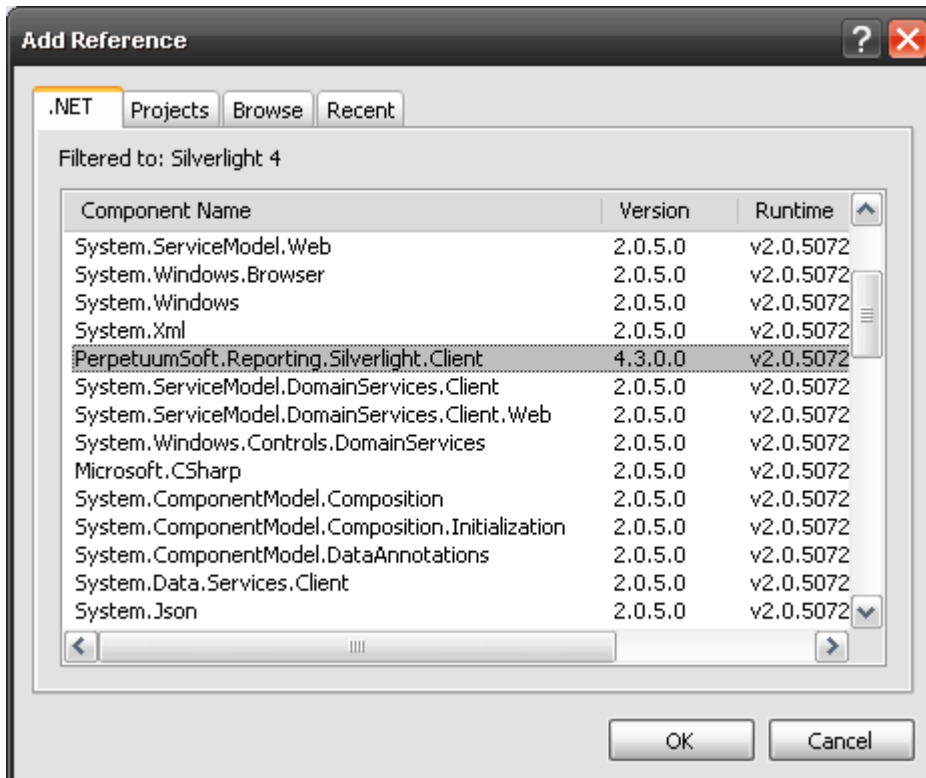 Add Reference
.NET Projects Browse Recent
Filtered to: Silverlight 4
Component Name Version Runtime
System.ServiceModel.Web 2.0.5.0 v2.0.5072
System.Windows.Browser 2.0.5.0 v2.0.5072
System.Windows 2.0.5.0 v2.0.5072
System.Xml 2.0.5.0 v2.0.5072
PerpetuumSoft.Reporting.Silverlight.Client 4.3.0.0 v2.0.5072
System.ServiceModel.DomainServices.Client 2.0.5.0 v2.0.5072
System.ServiceModel.DomainServices.Client.Web 2.0.5.0 v2.0.5072
System.Windows.Controls.DomainServices 2.0.5.0 v2.0.5072
Microsoft.CSharp 2.0.5.0 v2.0.5072
System.ComponentModel.Composition 2.0.5.0 v2.0.5072
System.ComponentModel.Composition.Initialization 2.0.5.0 v2.0.5072
System.ComponentModel.DataAnnotations 2.0.5.0 v2.0.5072
System.Data.Services.Client 2.0.5.0 v2.0.5072
System.Json 2.0.5.0 v2.0.5072
OK Cancel